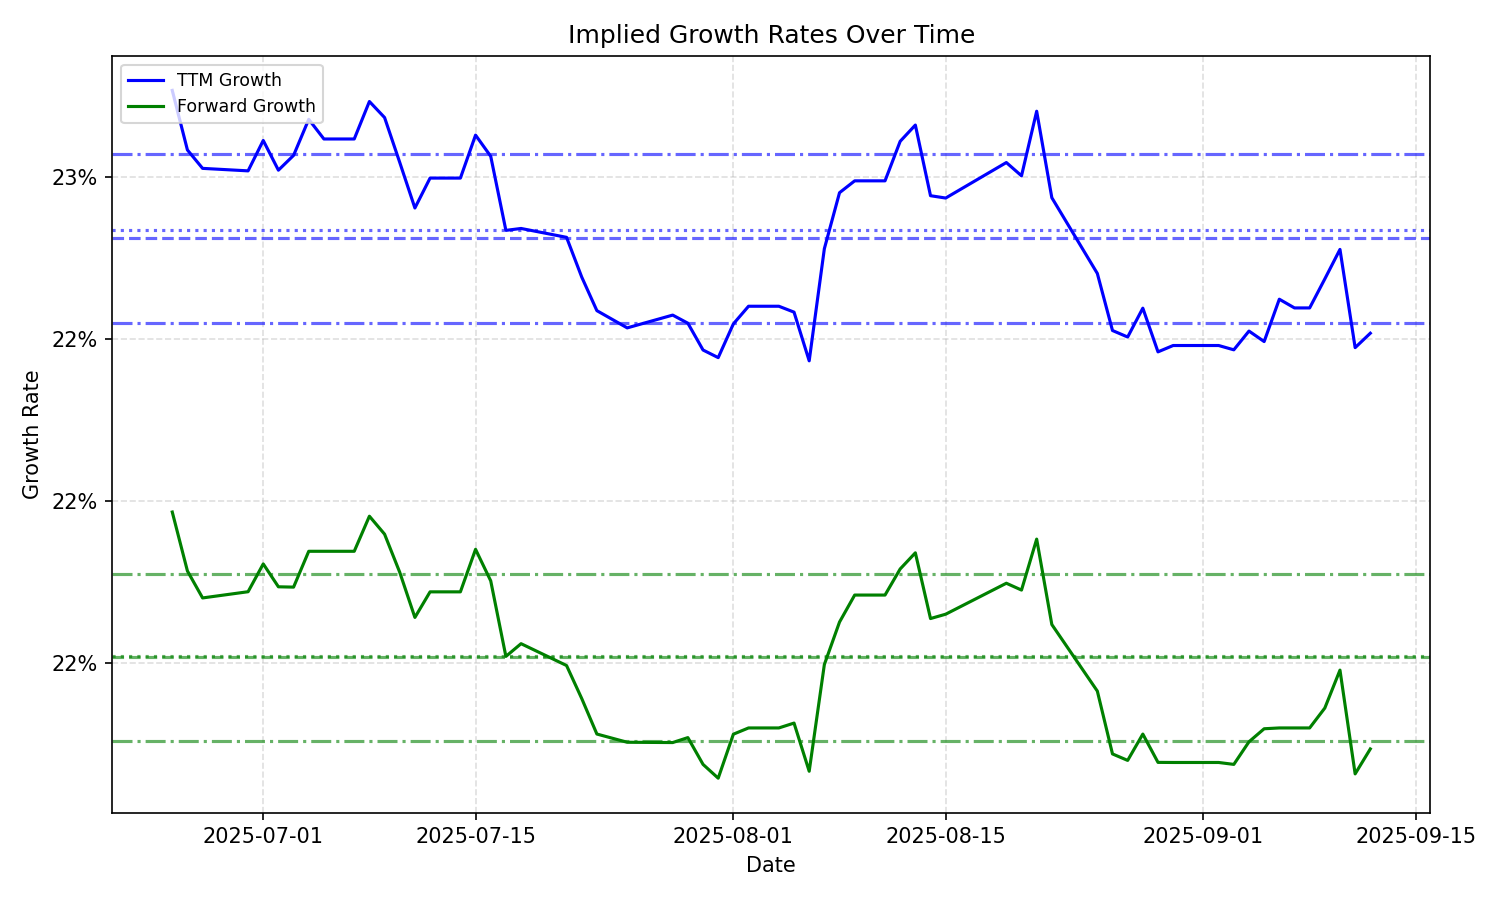 Implied Growth Rates Over Time
TTM Growth
Forward Growth
23%
22%
22%
22%
Growth Rate
2025-07-01
2025-07-15
2025-08-01
2025-08-15
2025-09-01
2025-09-15
Date